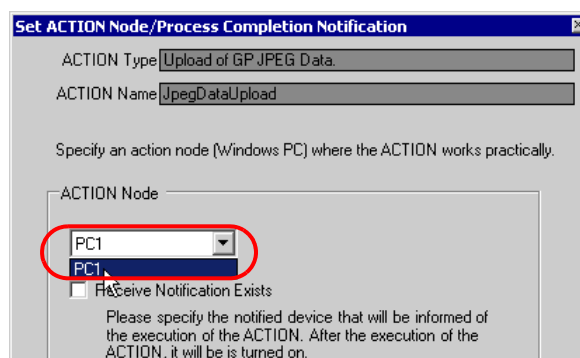 Set ACTION Node/Process Completion Notification
ACTION Type Upload of GP JPEG Data.
ACTION Name JpegDataUpload
Specify an action node (Windows PC) where the ACTION works practically.
ACTION Node
PC1
PC1
Receive Notification Exists
Please specify the notified device that will be informed of
the execution of the ACTION. After the execution of the
ACTION, it will be is turned on.